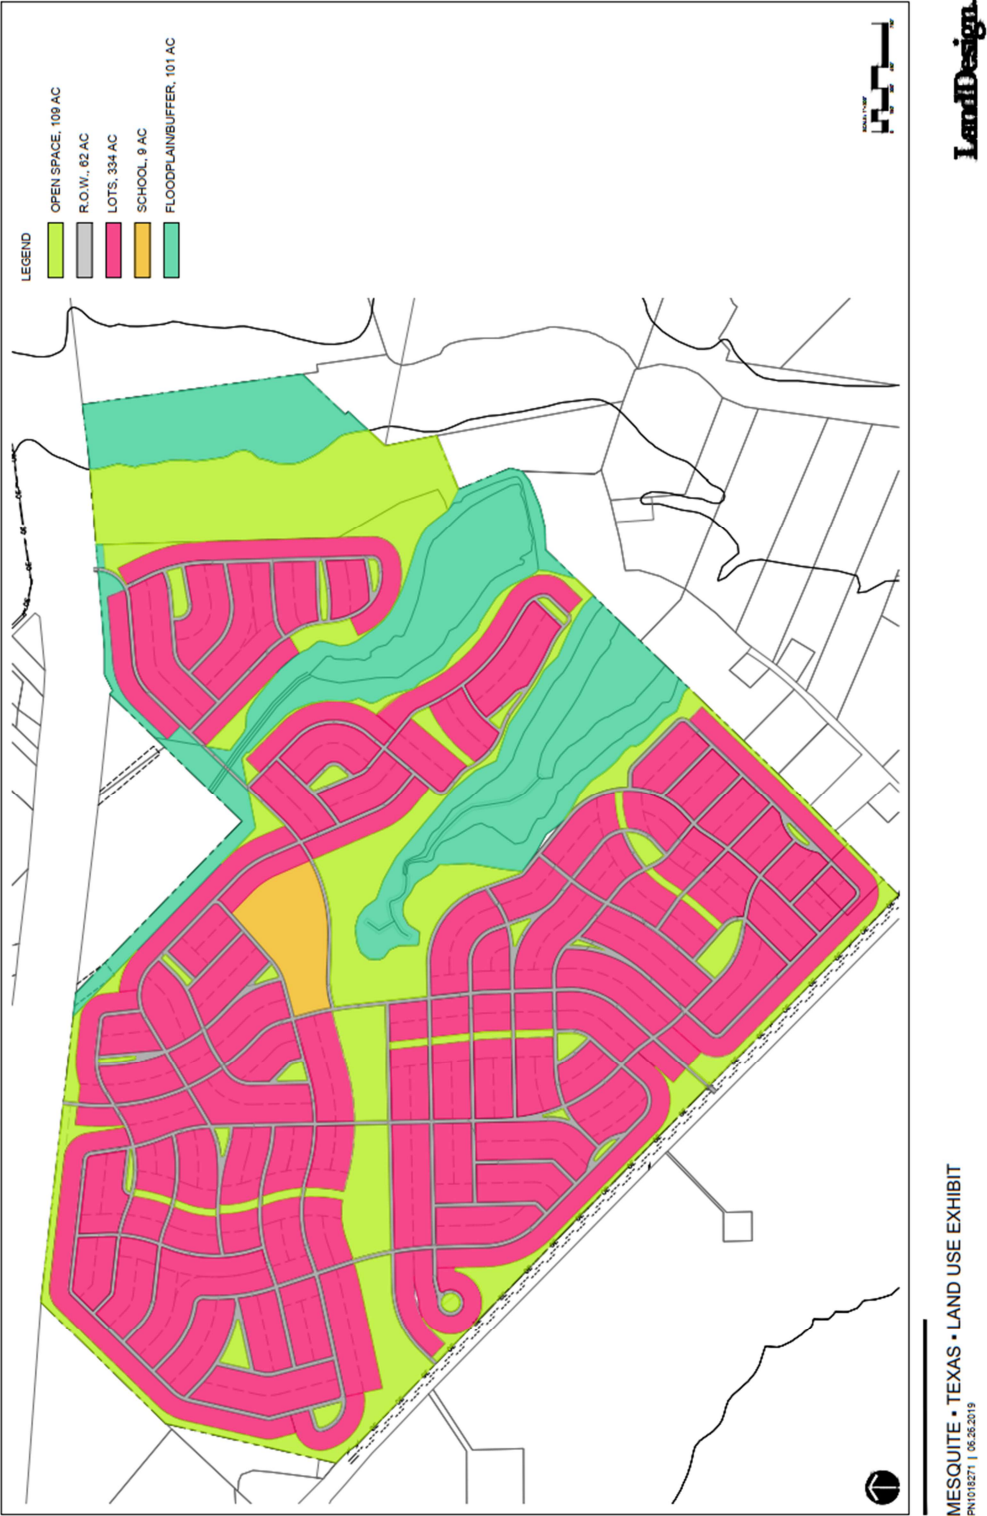 LEGEND
OPEN SPACE, 109 AC
R.O.W., 62 AC
LOTS, 334 AC
SCHOOL, 9 AC
FLOODPLAIN/BUFFER, 101 AC
LandDesign.
MESQUITE ▪ TEXAS ▪ LAND USE EXHIBIT
PN1018271 | 06.26.2019